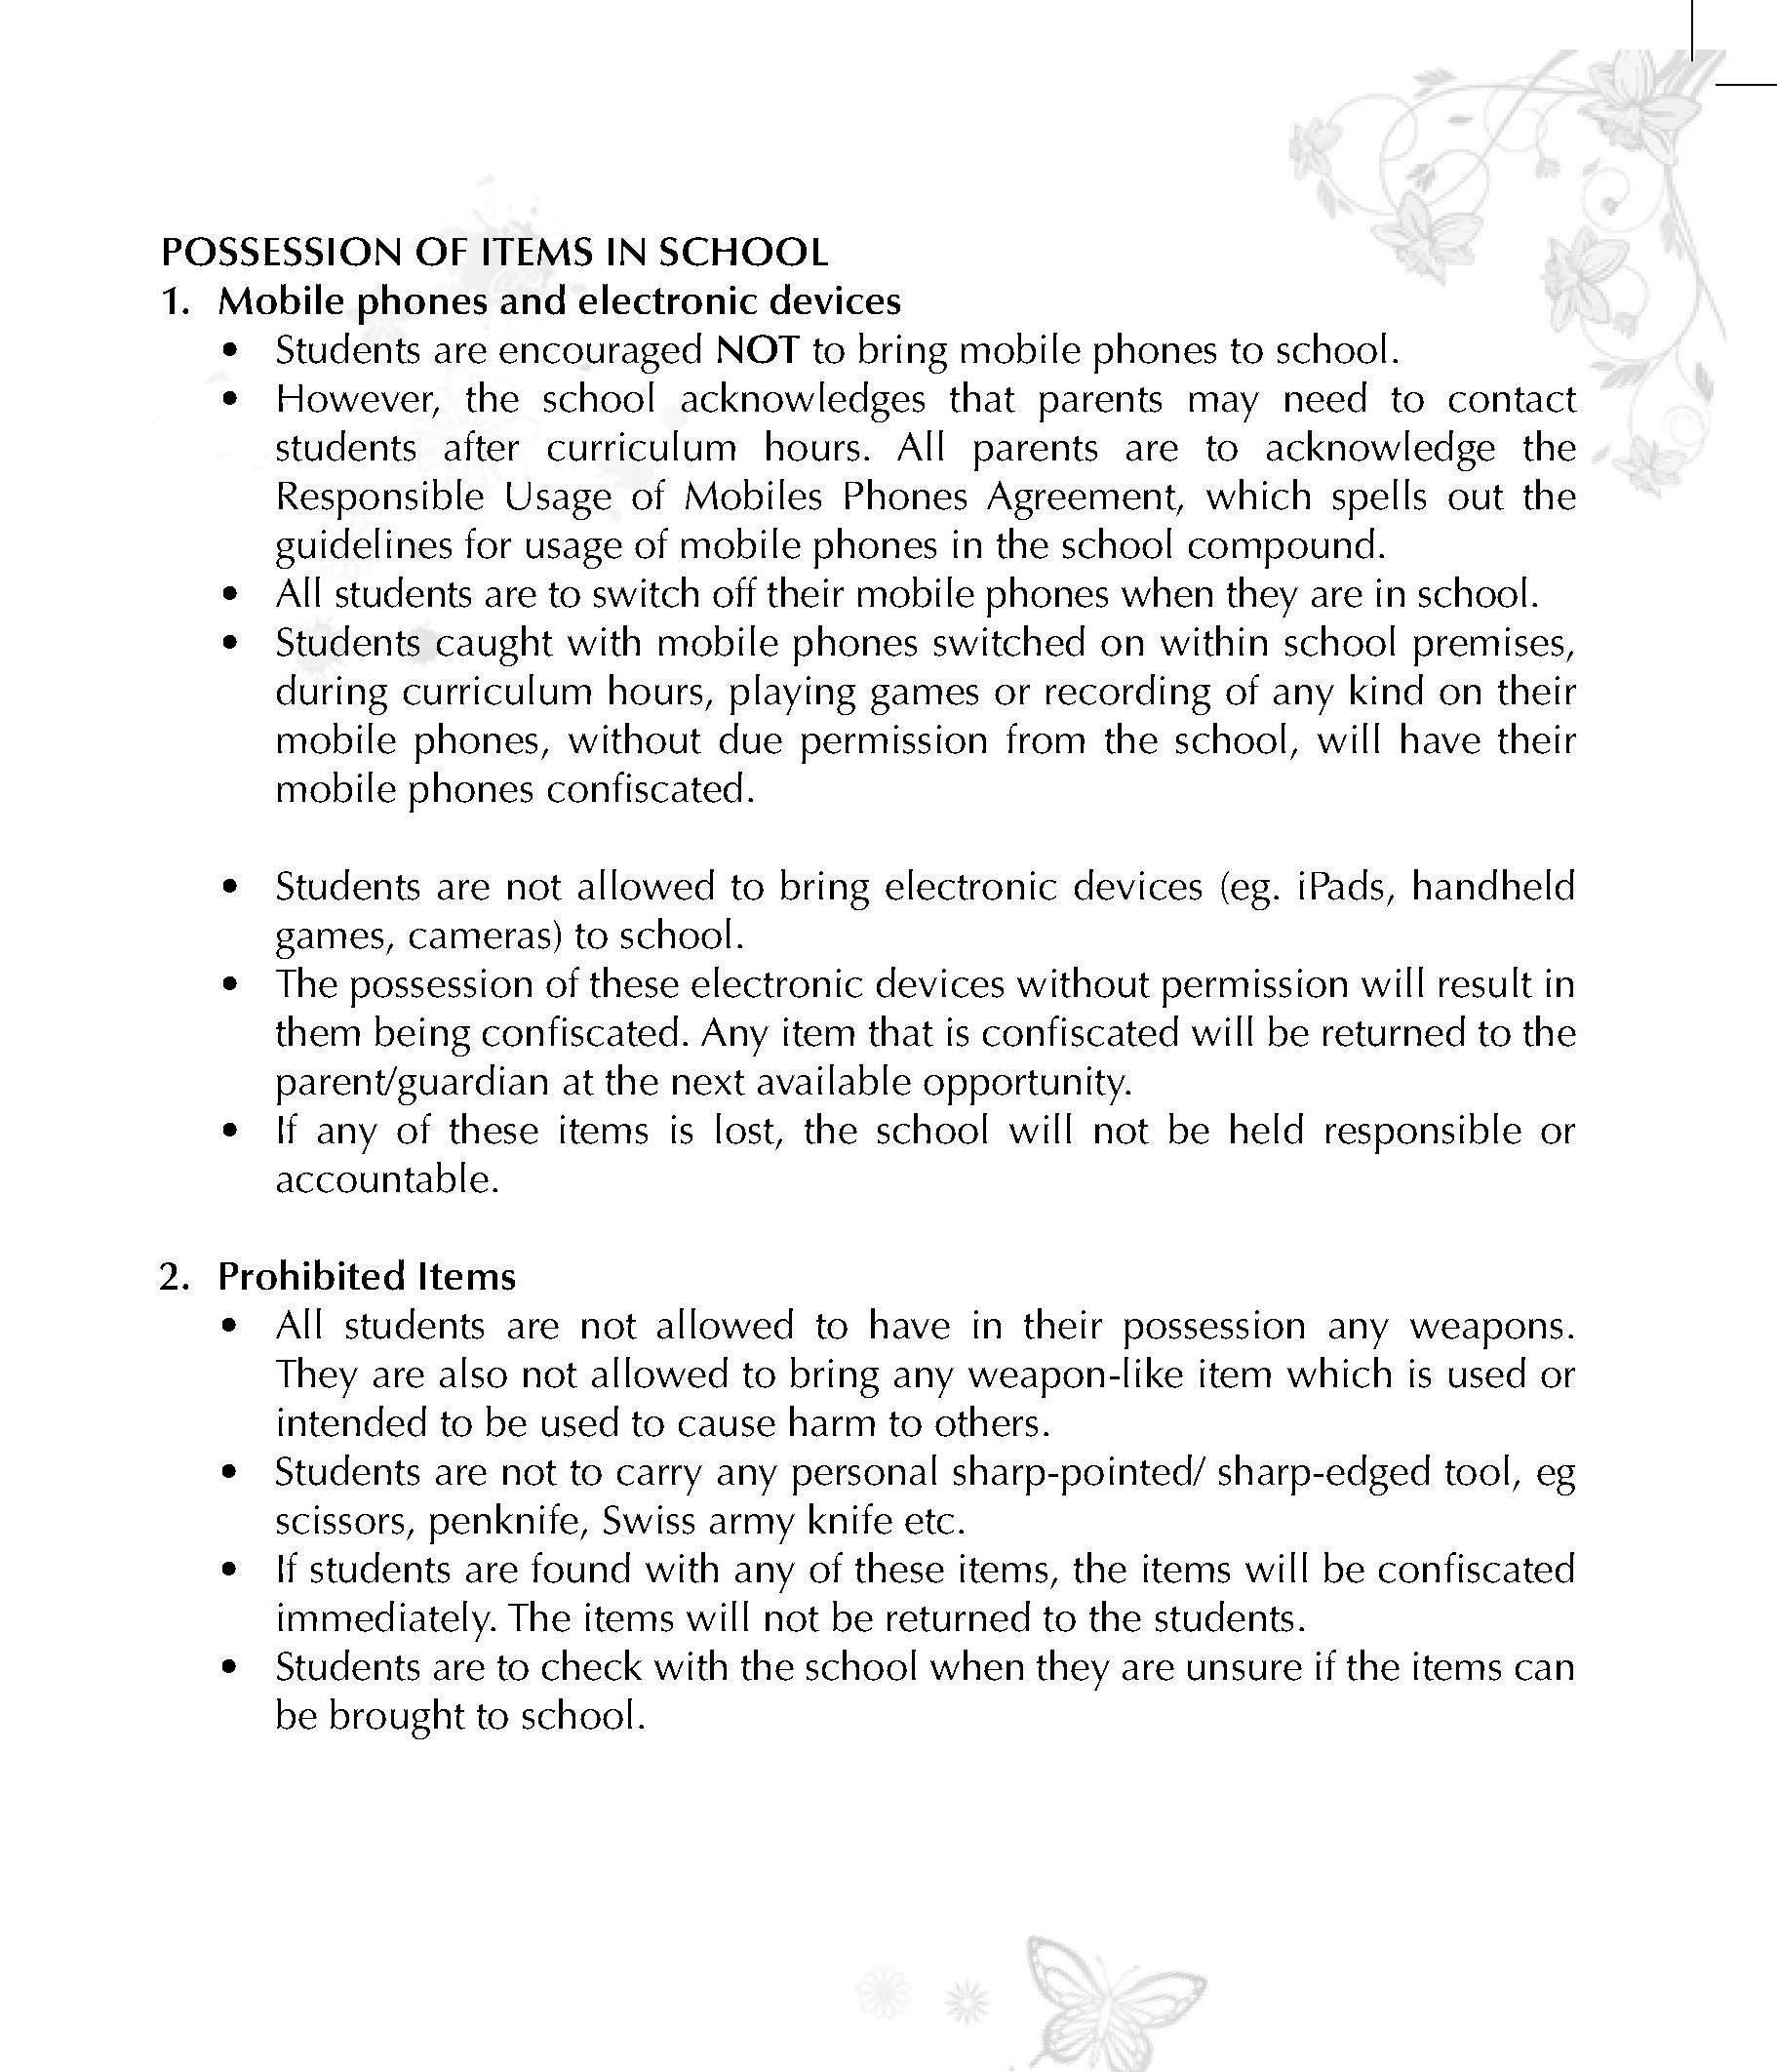 POSSESSION OF ITEMS IN SCHOOL
1. Mobile phones and electronic devices
• Students are encouraged NOT to bring mobile phones to school.
• However, the school acknowledges that parents may need to contact
students after curriculum hours. All parents are to acknowledge the
Responsible Usage of Mobiles Phones Agreement, which spells out the
guidelines for usage of mobile phones in the school compound.
• All students are to switch off their mobile phones when they are in school.
• Students caught with mobile phones switched on within school premises,
during curriculum hours, playing games or recording of any kind on their
mobile phones, without due permission from the school, will have their
mobile phones confiscated.
• Students are not allowed to bring electronic devices (eg. iPads, handheld
games, cameras) to school.
• The possession of these electronic devices without permission will result in
them being confiscated. Any item that is confiscated will be returned to the
parent/guardian at the next available opportunity.
• If any of these items is lost, the school will not be held responsible or
accountable.
2. Prohibited Items
• All students are not allowed to have in their possession any weapons.
They are also not allowed to bring any weapon-like item which is used or
intended to be used to cause harm to others.
• Students are not to carry any personal sharp-pointed/ sharp-edged tool, eg
scissors, penknife, Swiss army knife etc.
• If students are found with any of these items, the items will be confiscated
immediately. The items will not be returned to the students.
• Students are to check with the school when they are unsure if the items can
be brought to school.